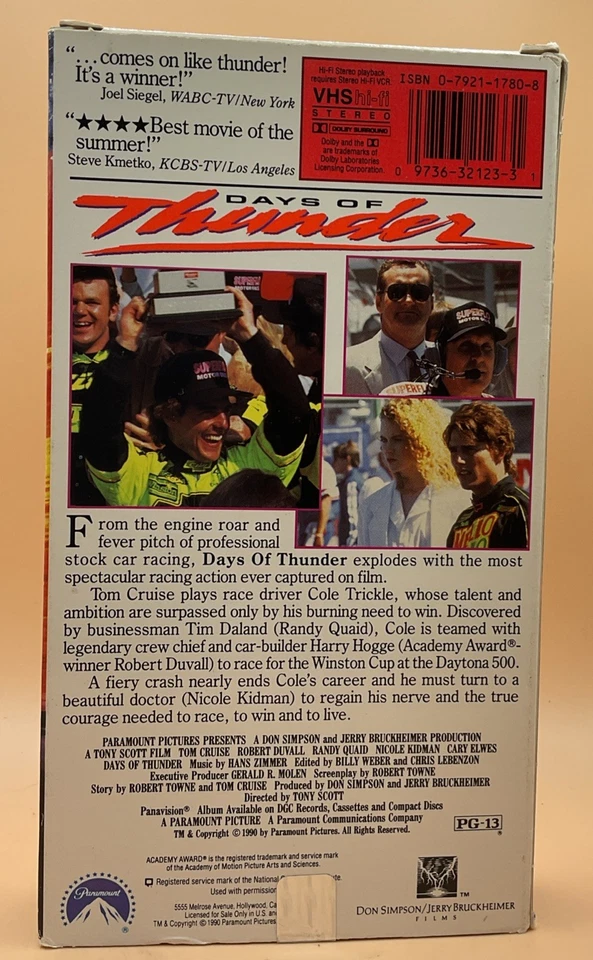 “...comes on like thunder!
It's a winner!”
Joel Siegel, WABC-TV/New York
“★★★★Best movie of the
summer!”
Steve Kmetko, KCBS-TV/Los Angeles
Hi-Fi Stereo playback
requires Stereo Hi-Fi VCR
VHS hi-fi
STEREO
DOLBY SURROUND
Dolby and the
are trademarks of
Dolby Laboratories
Licensing Corporation
ISBN 0-7921-1780-8
0 9736-32123-3 1
DAYS OF
Thunder
SUPERFL
MOTOR
SUPERFL
MOTOR
SUPERFL
From the engine roar and
fever pitch of professional
stock car racing, Days Of Thunder explodes with the most
spectacular racing action ever captured on film.
Tom Cruise plays race driver Cole Trickle, whose talent and
ambition are surpassed only by his burning need to win. Discovered
by businessman Tim Daland (Randy Quaid), Cole is teamed with
legendary crew chief and car-builder Harry Hogge (Academy Award®-
winner Robert Duvall) to race for the Winston Cup at the Daytona 500.
A fiery crash nearly ends Cole's career and he must turn to a
beautiful doctor (Nicole Kidman) to regain his nerve and the true
courage needed to race, to win and to live.
PARAMOUNT PICTURES PRESENTS A DON SIMPSON and JERRY BRUCKHEIMER PRODUCTION
A TONY SCOTT FILM TOM CRUISE ROBERT DUVALL RANDY QUAID NICOLE KIDMAN CARY ELWES
DAYS OF THUNDER Music by HANS ZIMMER Edited by BILLY WEBER and CHRIS LEBENZON
Executive Producer GERALD R. MOLEN Screenplay by ROBERT TOWNE
Story by ROBERT TOWNE and TOM CRUISE Produced by DON SIMPSON and JERRY BRUCKHEIMER
Directed by TONY SCOTT
Panavision® Album Available on DGC Records, Cassettes and Compact Discs
A PARAMOUNT PICTURE A Paramount Communications Company
TM & Copyright © 1990 by Paramount Pictures. All Rights Reserved.
PG-13
®
ACADEMY AWARD® is the registered trademark and service mark
of the Academy of Motion Picture Arts and Sciences.
Registered service mark of the National
Used with permission
5555 Melrose Avenue, Hollywood, Ca
Licensed for Sale Only in U.S. an
TM & Copyright © 1990 Paramount Pictures
Paramount
®
TM
DON SIMPSON/JERRY BRUCKHEIMER
FILMS